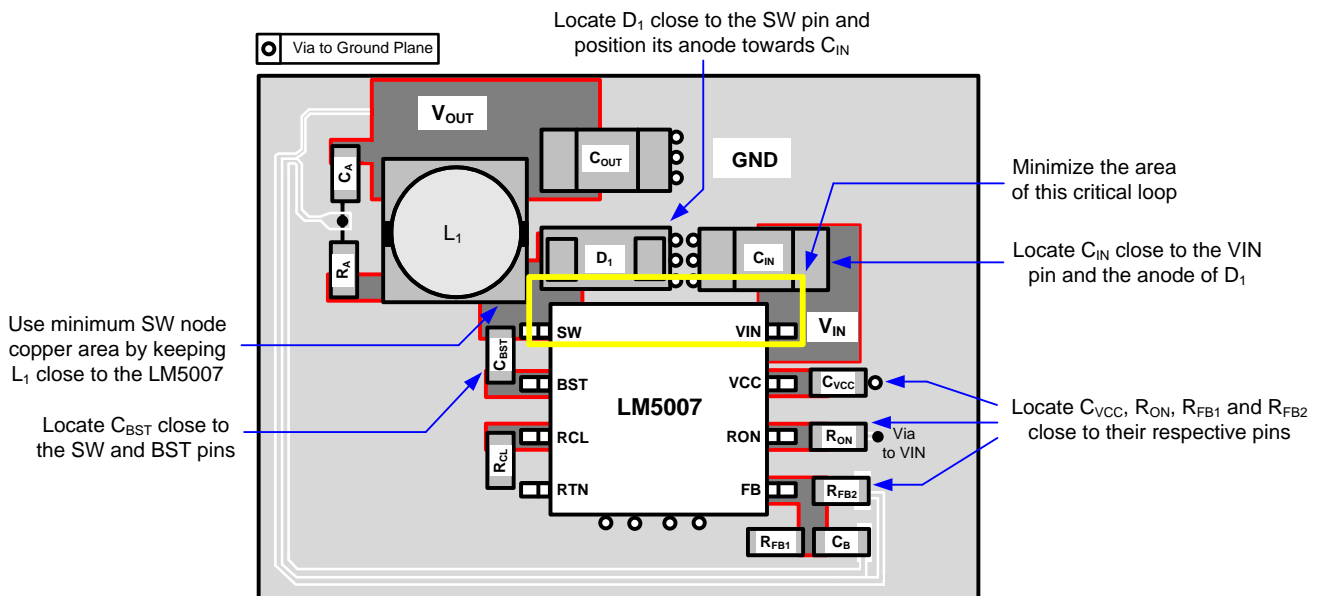 Locate D1 close to the SW pin and
position its anode towards CIN
Via to Ground Plane
VOUT
COUT
GND
CA
Minimize the area
of this critical loop
L1
D1
CIN
Locate CIN close to the VIN
pin and the anode of D1
RA
Use minimum SW node
copper area by keeping
L1 close to the LM5007
SW
VIN
VIN
CBST
BST
VCC
CVCC
LM5007
Locate CBST close to
the SW and BST pins
Locate CVCC, RON, RFB1 and RFB2
close to their respective pins
RCL
RON
RON
Via
to VIN
RCL
RTN
FB
RFB2
RFB1
CB